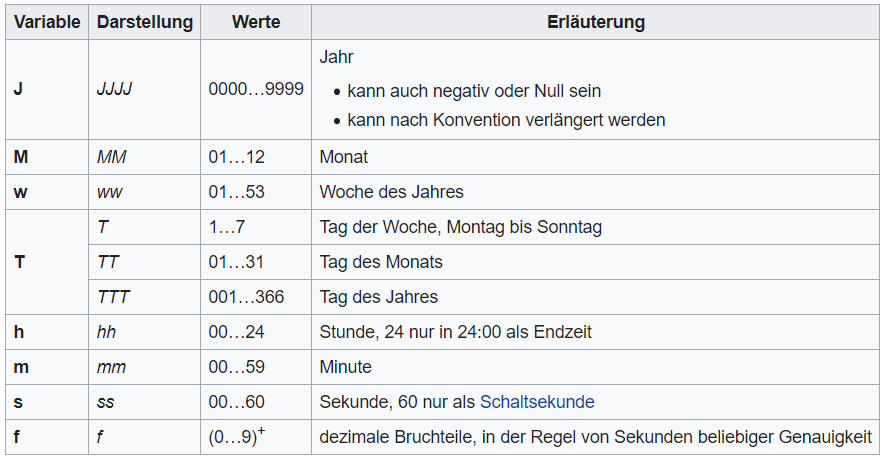 Variable Darstellung Werte Erläuterung
J JJJJ 0000…9999 Jahr
• kann auch negativ oder Null sein
• kann nach Konvention verlängert werden
M MM 01…12 Monat
w ww 01…53 Woche des Jahres
T T 1…7 Tag der Woche, Montag bis Sonntag
TT 01…31 Tag des Monats
TTT 001…366 Tag des Jahres
h hh 00…24 Stunde, 24 nur in 24:00 als Endzeit
m mm 00…59 Minute
s ss 00…60 Sekunde, 60 nur als Schaltsekunde
f f (0…9)⁺ dezimale Bruchteile, in der Regel von Sekunden beliebiger Genauigkeit